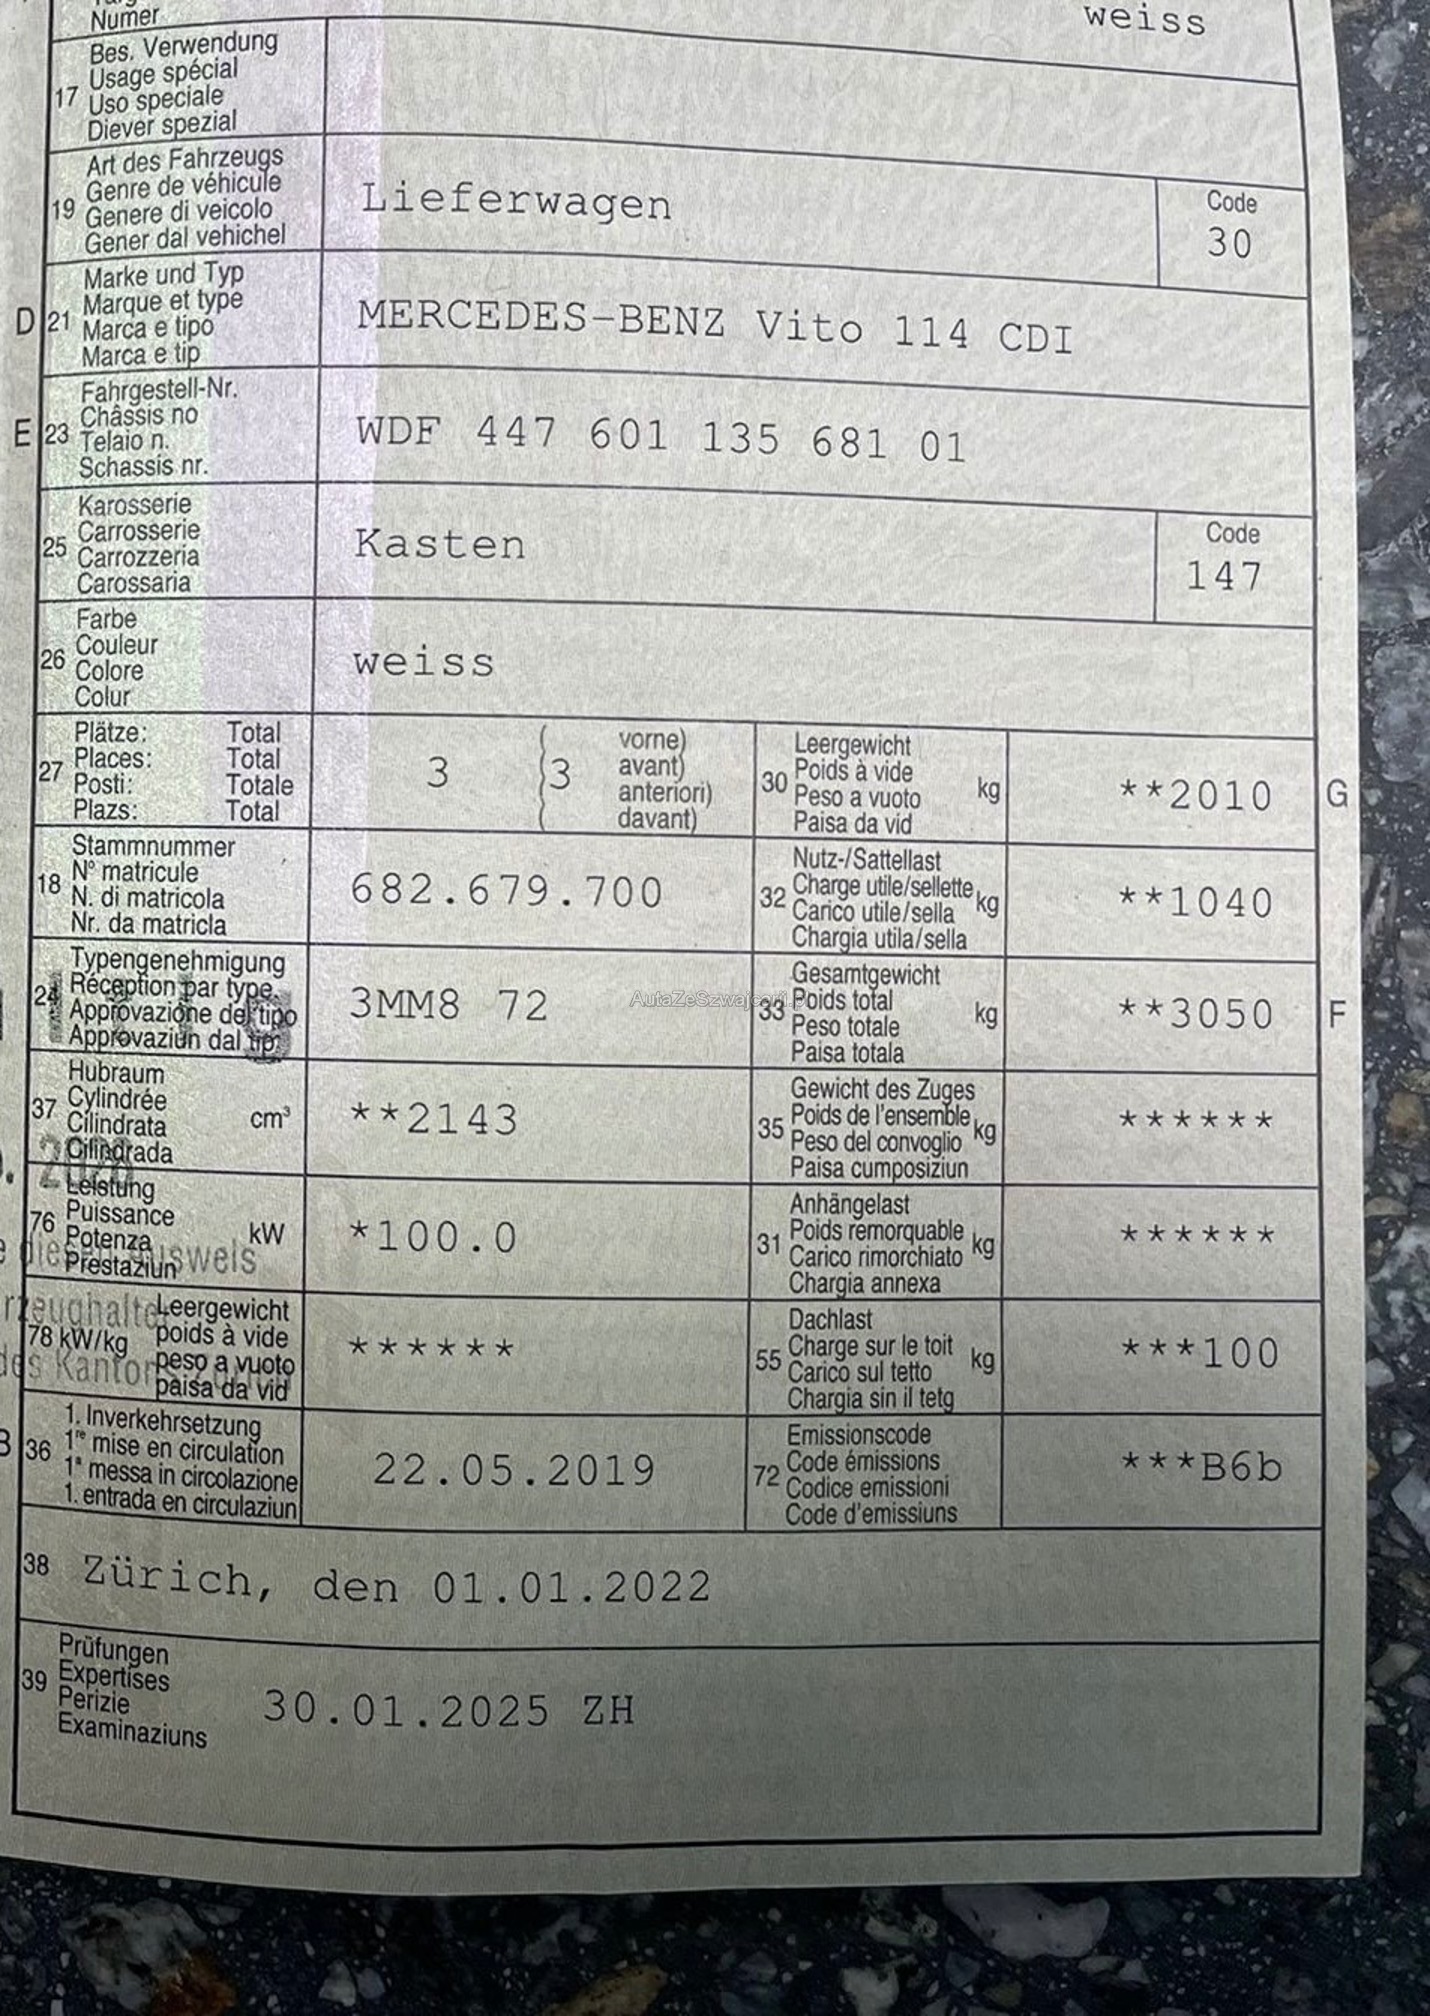 Numer
weiss
17
Bes. Verwendung
Usage spécial
Uso speciale
Diever spezial
19
Art des Fahrzeugs
Genre de véhicule
Genere di veicolo
Gener dal vehichel
Lieferwagen
Code
30
D 21
Marke und Typ
Marque et type
Marca e tipo
Marca e tip
MERCEDES-BENZ Vito 114 CDI
E 23
Fahrgestell-Nr.
Châssis no
Telaio n.
Schassis nr.
WDF 447 601 135 681 01
25
Karosserie
Carrosserie
Carrozzeria
Carossaria
Kasten
Code
147
26
Farbe
Couleur
Colore
Colur
weiss
27
Plätze: Total
Places: Total
Posti: Totale
Plazs: Total
3 (3
vorne)
avant)
anteriori)
davant)
30
Leergewicht
Poids à vide
Peso a vuoto
Paisa da vid
kg
**2010
G
18
Stammnummer
N° matricule
N. di matricola
Nr. da matricla
682.679.700
32
Nutz-/Sattellast
Charge utile/sellette
Carico utile/sella
Chargia utila/sella
kg
**1040
24
Typengenehmigung
Réception par type
Approvazione del tipo
Approvaziun dal tip
3MM8 72
33
Gesamtgewicht
Poids total
Peso totale
Paisa totala
kg
**3050
F
37
Hubraum
Cylindrée
Cilindrata
Cilindrada
cm³
**2143
35
Gewicht des Zuges
Poids de l'ensemble
Peso del convoglio
Paisa cumposiziun
kg
******
76
Leistung
Puissance
Potenza
Prestaziun
kW
*100.0
31
Anhängelast
Poids remorquable
Carico rimorchiato
Chargia annexa
kg
******
78 kW/kg
Leergewicht
poids à vide
peso a vuoto
paisa da vid
******
55
Dachlast
Charge sur le toit
Carico sul tetto
Chargia sin il tetg
kg
***100
B 36
1. Inverkehrsetzung
1re mise en circulation
1a messa in circolazione
1. entrada en circulaziun
22.05.2019
72
Emissionscode
Code émissions
Codice emissioni
Code d'emissiuns
***B6b
38
Zürich, den 01.01.2022
39
Prüfungen
Expertises
Perizie
Examinaziuns
30.01.2025 ZH